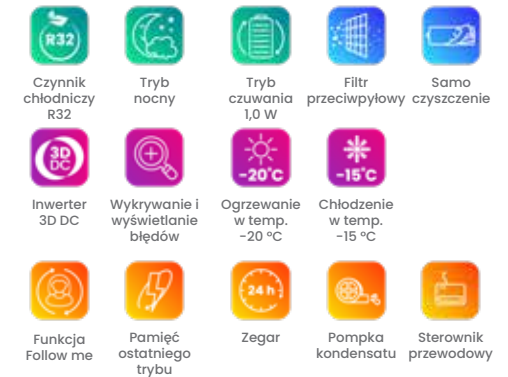 R32
Czynnik
chłodniczy
R32
Tryb
nocny
Tryb
czuwania
1,0 W
Filtr
przeciwpyłowy
Samo
czyszczenie
3D
DC
Inwerter
3D DC
Wykrywanie i
wyświetlanie
błędów
-20°C
Ogrzewanie
w temp.
-20 °C
-15°C
Chłodzenie
w temp.
-15 °C
Funkcja
Follow me
Pamięć
ostatniego
trybu
24 h
Zegar
Pompka
kondensatu
Sterownik
przewodowy